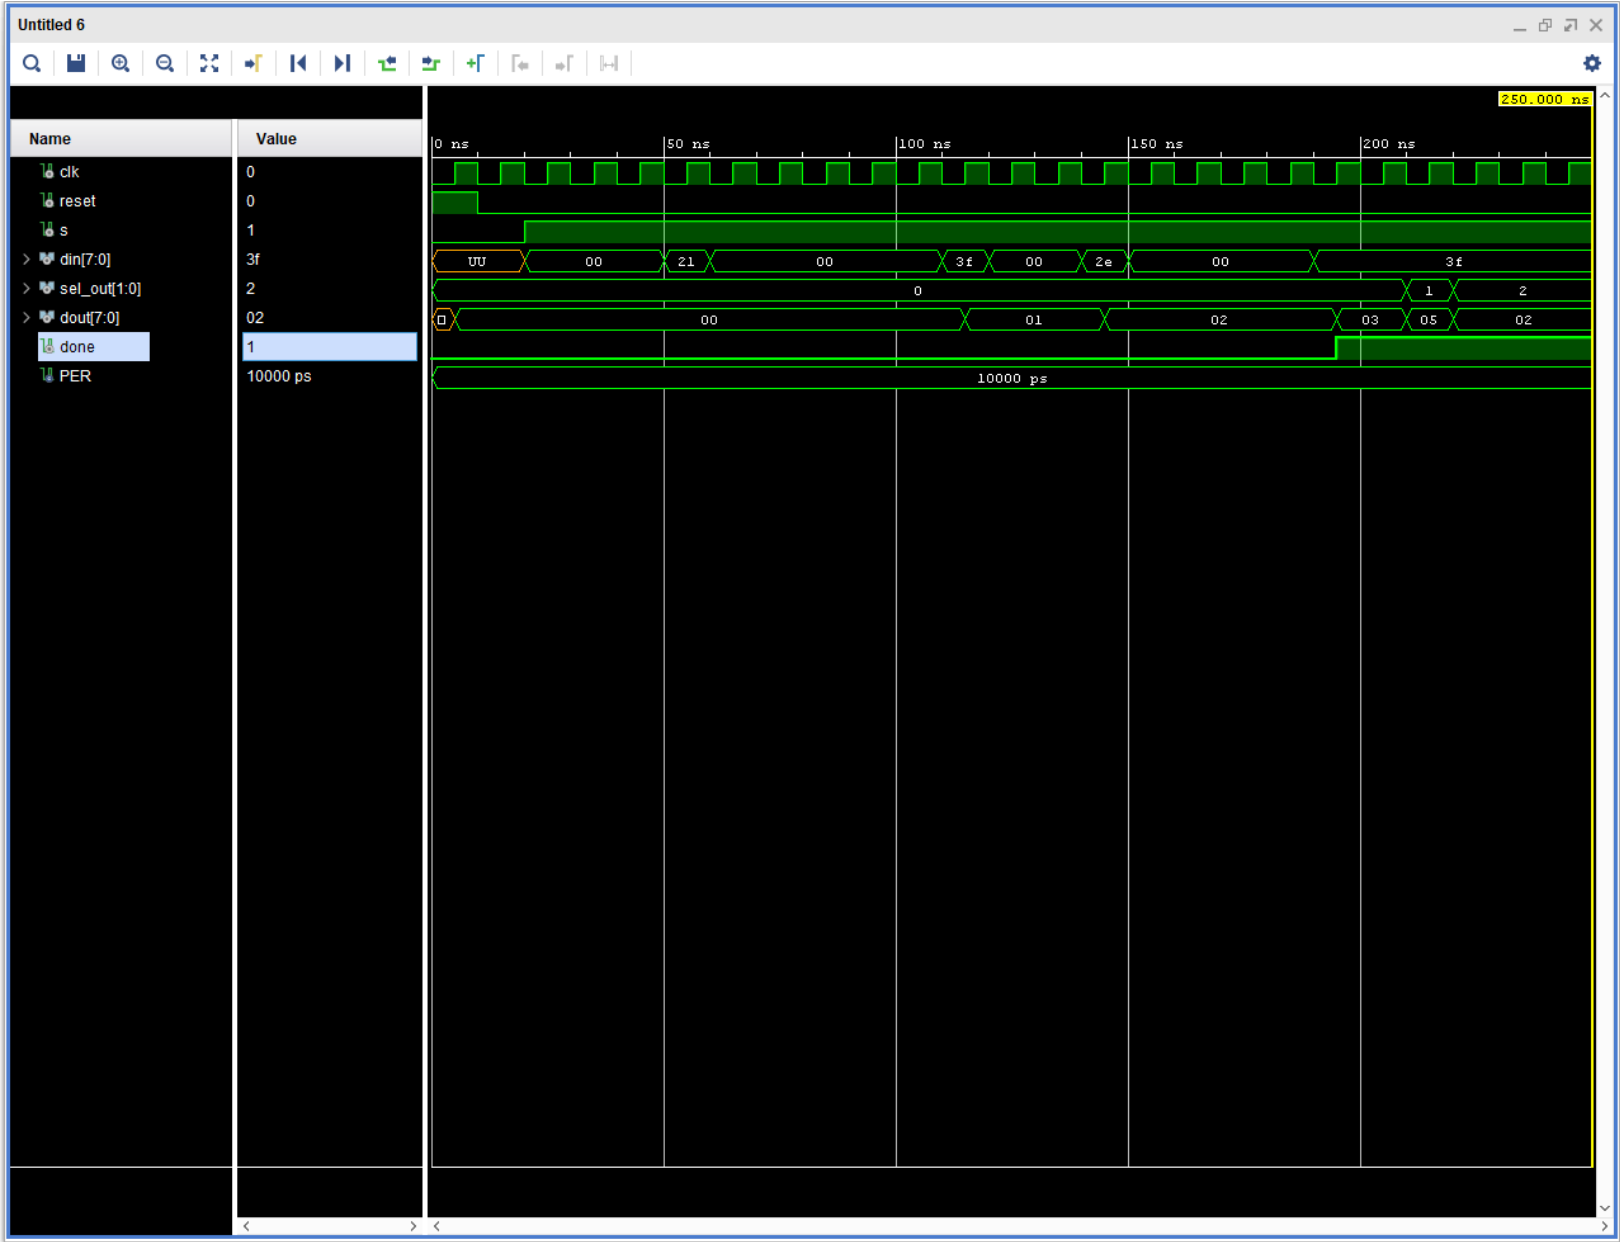 Untitled 6
250.000 ns
Name Value
0 ns 50 ns 100 ns 150 ns 200 ns
clk 0
reset 0
s 1
din[7:0] 3f UU 00 21 00 3f 00 2e 00 3f
sel_out[1:0] 2 0 1 2
dout[7:0] 02 00 01 02 03 05 02
done 1
PER 10000 ps 10000 ps